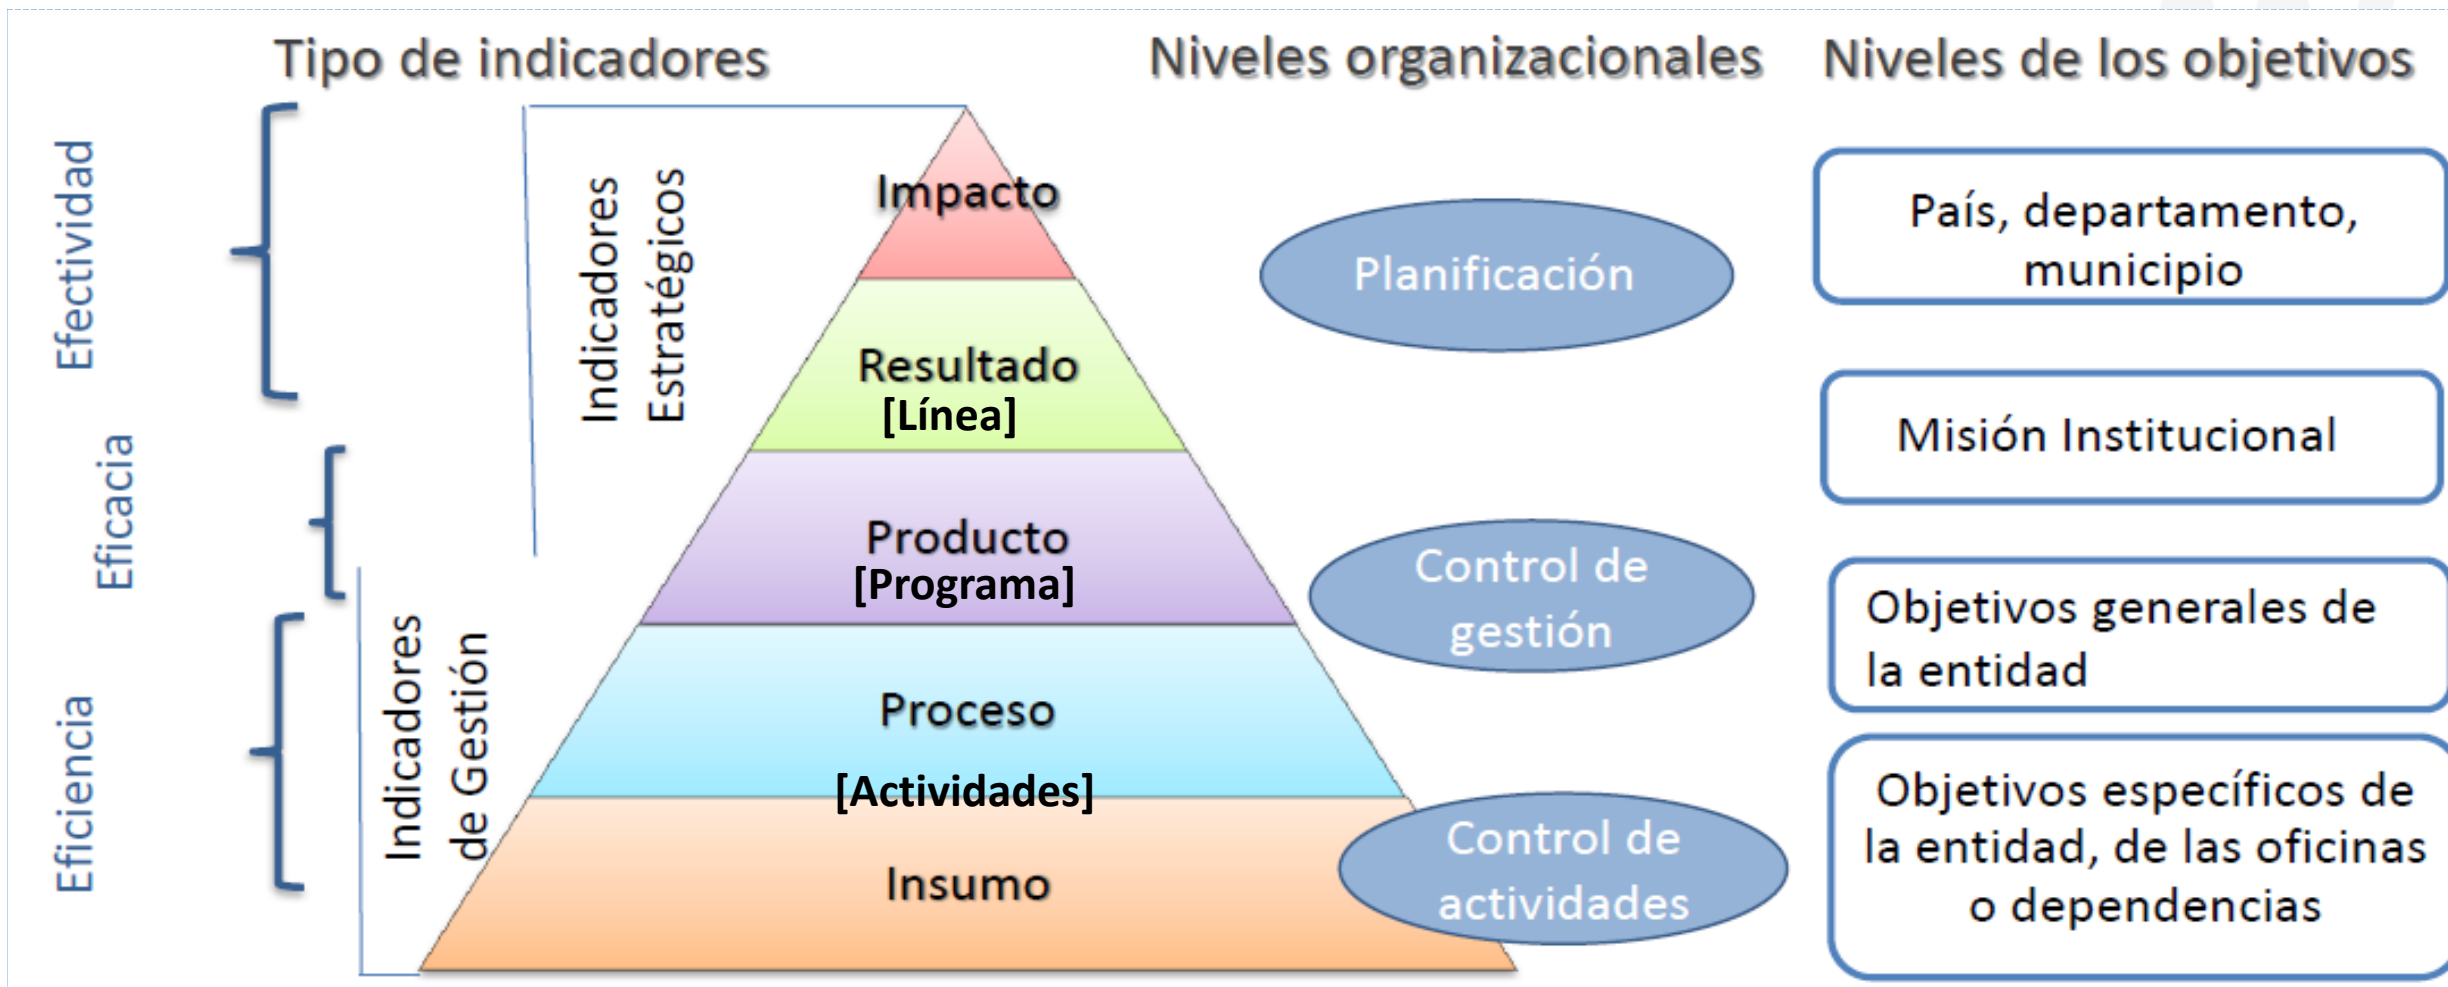 Tipo de indicadores
Niveles organizacionales
Niveles de los objetivos
Efectividad
Eficacia
Eficiencia
Indicadores
Estratégicos
Indicadores
de Gestión
Impacto
Resultado
[Línea]
Producto
[Programa]
Proceso
[Actividades]
Insumo
Planificación
Control de
gestión
Control de
actividades
País, departamento,
municipio
Misión Institucional
Objetivos generales de
la entidad
Objetivos específicos de
la entidad, de las oficinas
o dependencias